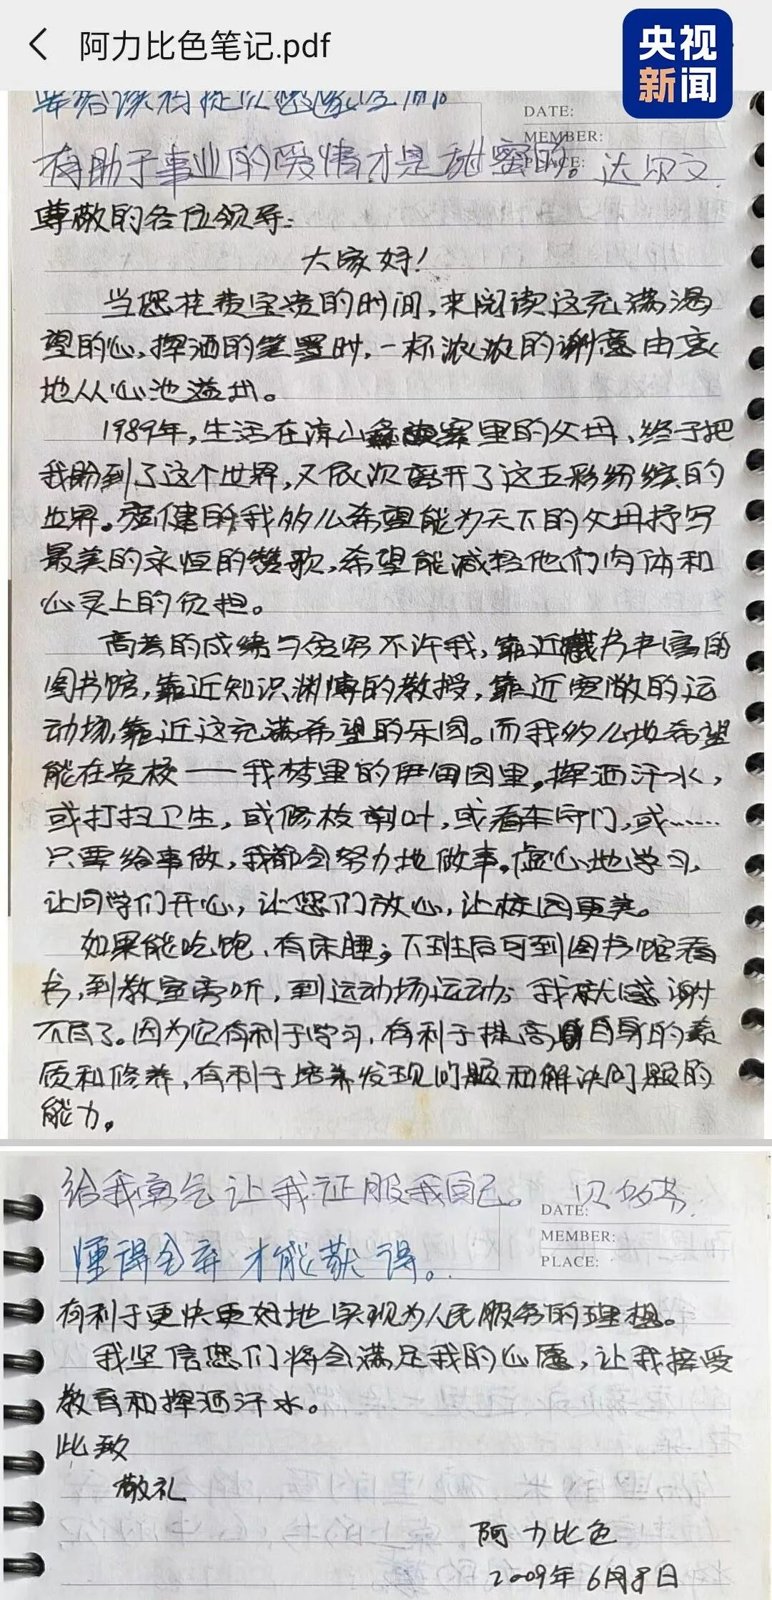 阿力比色笔记.pdf
央视
新闻
DATE:
MEMBER:
PLACE:
有助于事业的爱情才是甜蜜的。达尔文
尊敬的各位领导:
大家好!
当您花费宝贵的时间,来阅读这充满渴
望的心,挥洒的笔墨时,一杯浓浓的谢意由衷
地从心池溢出。
1989年,生活在凉山彝寨里的父母,终于把
我盼到了这个世界,又依次离开了这五彩缤纷的
世界。健的我多么希望能为天下的父母抒写
最美的永恒的赞歌,希望能减轻他们肉体和
心灵上的负担。
高考的成绩与贫穷不许我,靠近藏书丰富的
图书馆,靠近知识渊博的教授,靠近宽敞的运
动场,靠近这充满希望的乐园。而我多么地希望
能在贵校——我梦里的伊甸园里,挥洒汗水,
或打扫卫生,或修枝剪叶,或看车守门,或……
只要给事做,我都会努力地做事。虚心地学习,
让同学们开心,让您们放心,让校园更美。
如果能吃饱、有床睡;下班后可到图书馆看
书,到教室旁听,到运动场运动;我就感谢
不尽了。因为它有利于学习,有利于提高自身的素
质和修养,有利于培养发现问题和解决问题的
能力。
给我勇气让我征服我自己。 贝多芬
DATE:
MEMBER:
PLACE:
懂得舍弃 才能获得。
有利于更快更好地实现为人民服务的理想。
我坚信您们将会满足我的心愿,让我接受
教育和挥洒汗水。
此致
敬礼
阿力比色
2009年6月8日